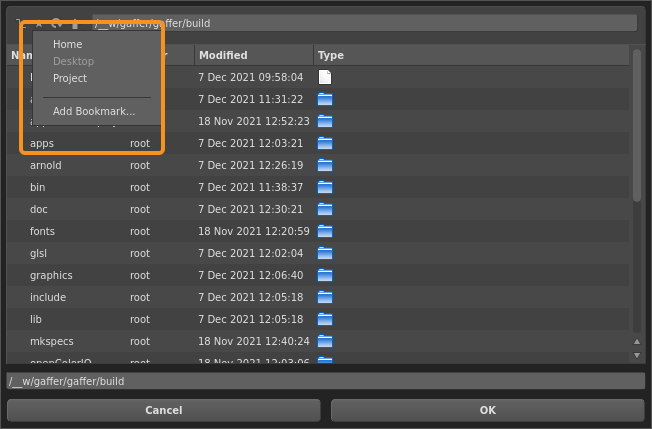 /__w/gaffer/gaffer/build
Home
Desktop
Project
Add Bookmark...
Modified Type
7 Dec 2021 09:58:04
7 Dec 2021 11:31:22
18 Nov 2021 12:52:23
apps root 7 Dec 2021 12:03:21
arnold root 7 Dec 2021 12:26:19
bin root 7 Dec 2021 11:38:37
doc root 7 Dec 2021 12:30:21
fonts root 18 Nov 2021 12:20:59
glsl root 7 Dec 2021 12:02:04
graphics root 7 Dec 2021 12:06:40
include root 7 Dec 2021 12:05:18
lib root 7 Dec 2021 12:05:18
mkspecs root 18 Nov 2021 12:40:24
openColorIO root 18 Nov 2021 12:03:06
/__w/gaffer/gaffer/build
Cancel OK